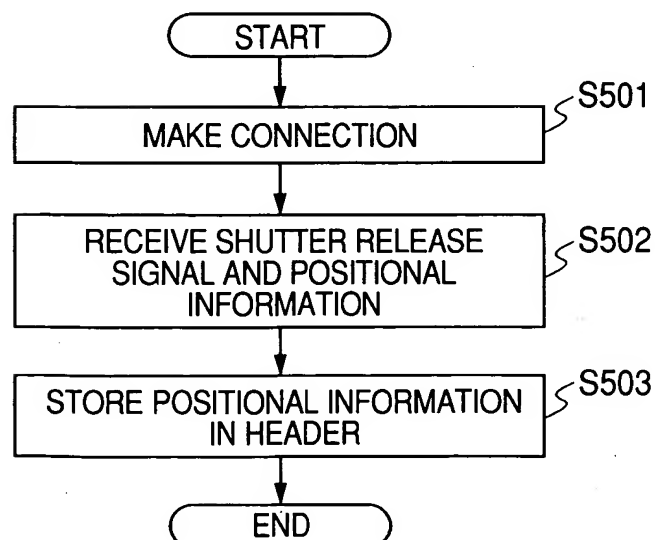 START
MAKE CONNECTION
S501
RECEIVE SHUTTER RELEASE
SIGNAL AND POSITIONAL
INFORMATION
S502
STORE POSITIONAL INFORMATION
IN HEADER
S503
END